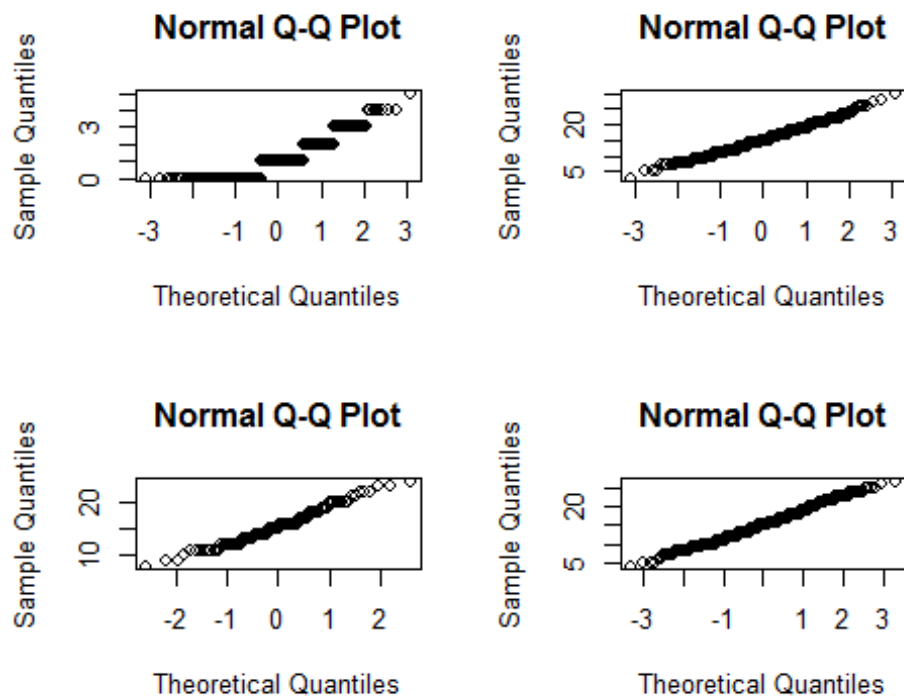 Normal Q-Q Plot
Sample Quantiles
3
0
-3 -1 0 1 2 3
Theoretical Quantiles
Normal Q-Q Plot
Sample Quantiles
20
5
-3 -1 0 1 2 3
Theoretical Quantiles
Normal Q-Q Plot
Sample Quantiles
20
10
-2 -1 0 1 2
Theoretical Quantiles
Normal Q-Q Plot
Sample Quantiles
20
5
-3 -1 1 2 3
Theoretical Quantiles